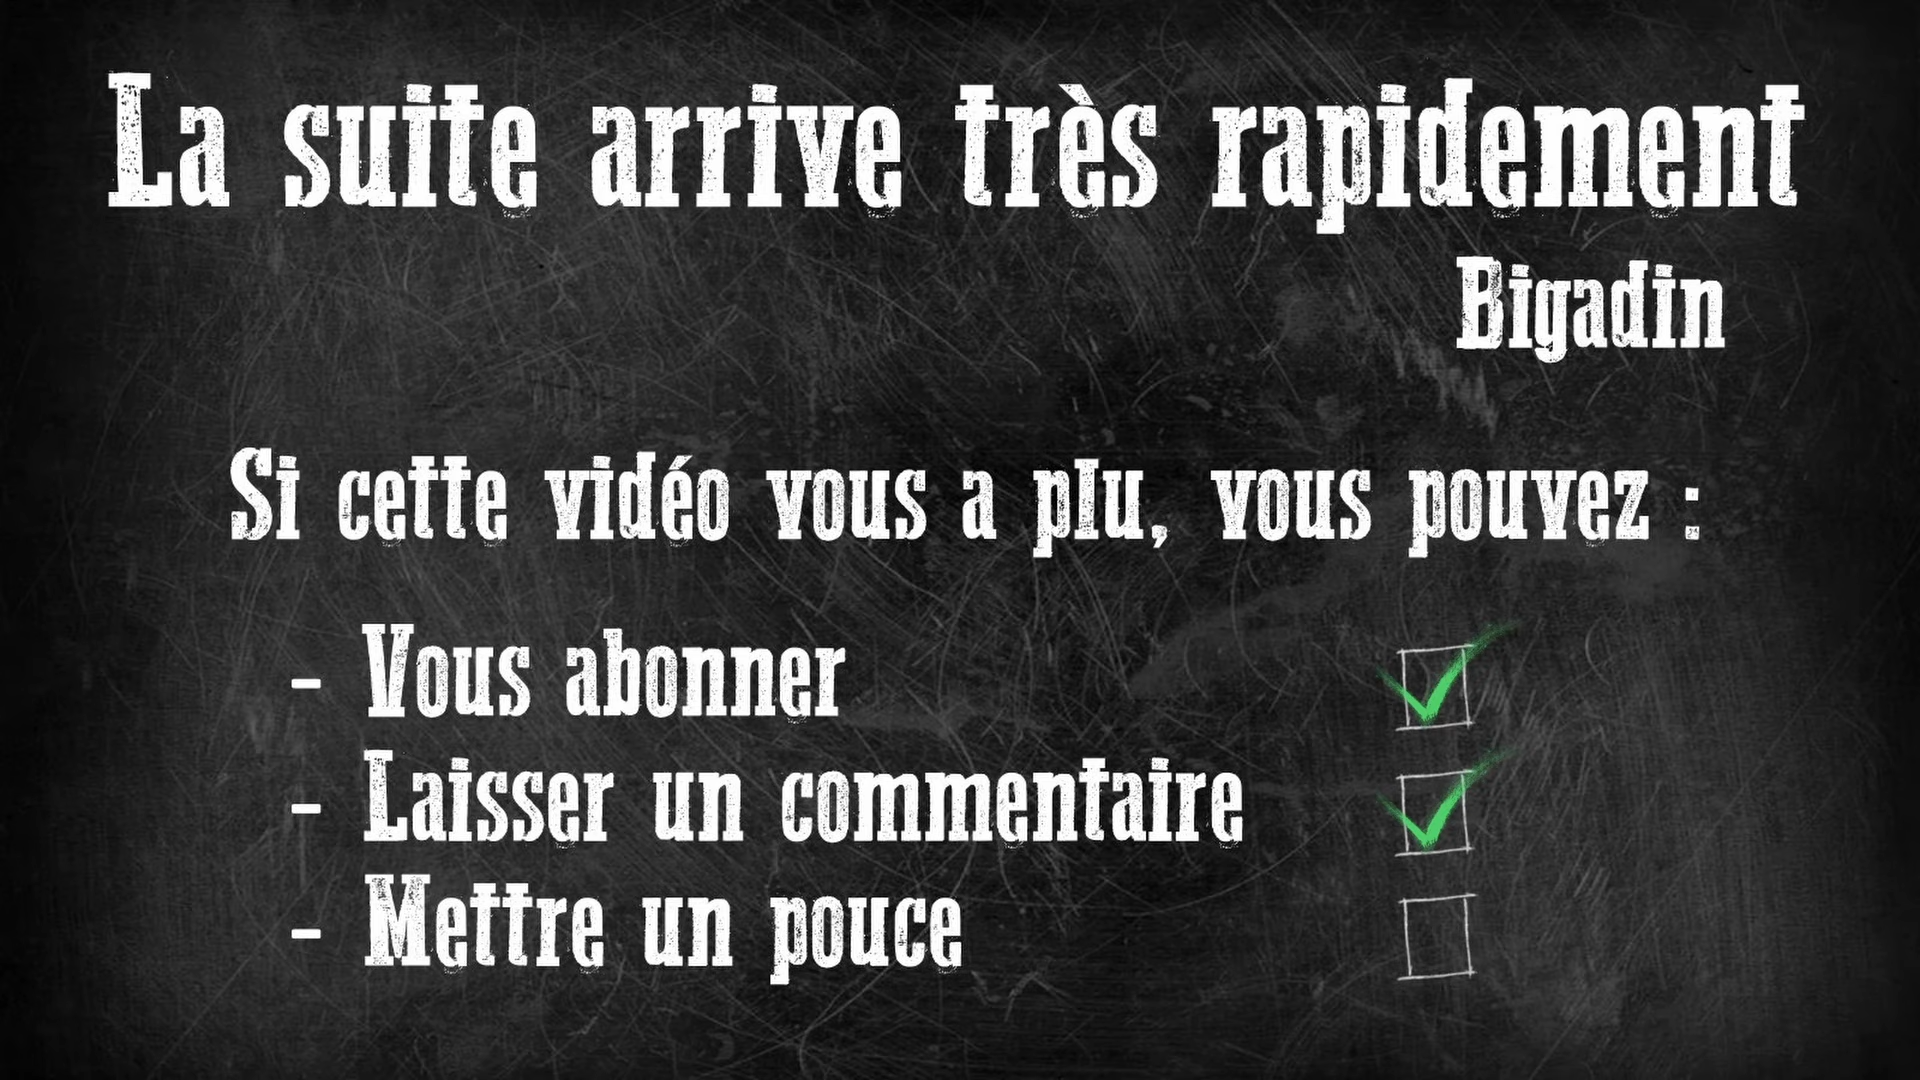 La suite arrive très rapidement
Bigadin
Si cette vidéo vous a plu, vous pouvez :
- Vous abonner
- Laisser un commentaire
- Mettre un pouce